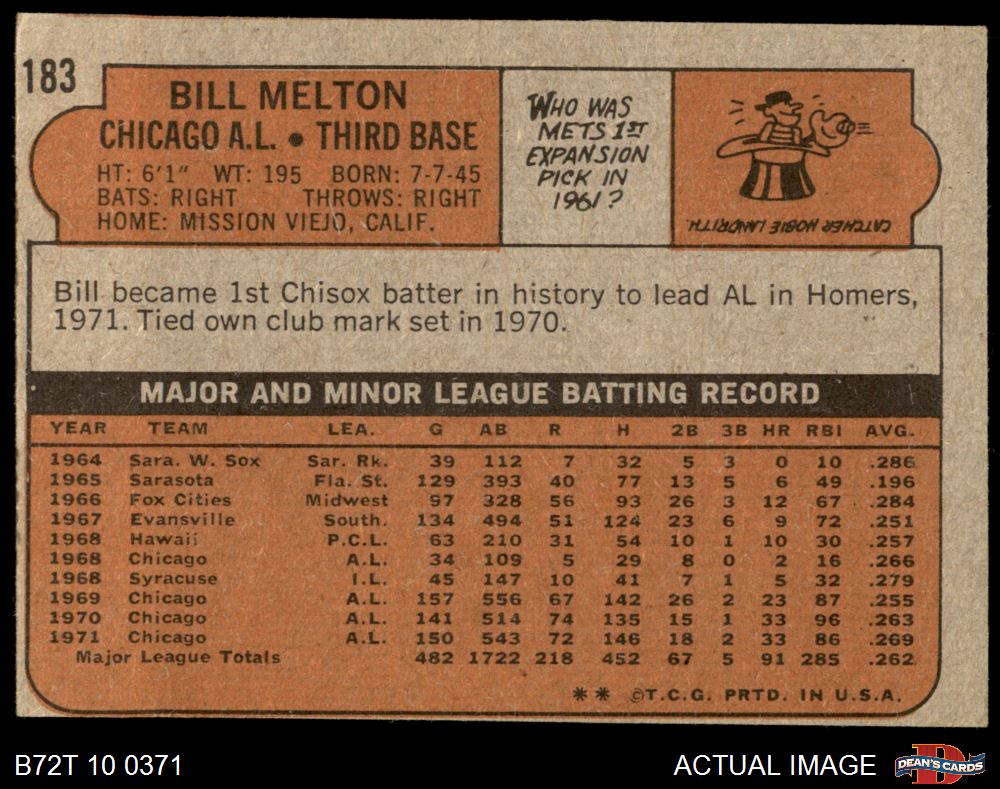 183
BILL MELTON
CHICAGO A.L. • THIRD BASE
HT: 6'1" WT: 195 BORN: 7-7-45
BATS: RIGHT THROWS: RIGHT
HOME: MISSION VIEJO, CALIF.
WHO WAS
METS 1ST
EXPANSION
PICK IN
1961?
CATCHER HOBIE LANDRITH.
Bill became 1st Chisox batter in history to lead AL in Homers,
1971. Tied own club mark set in 1970.
MAJOR AND MINOR LEAGUE BATTING RECORD
YEAR TEAM LEA. G AB R H 2B 3B HR RBI AVG.
1964 Sara. W. Sox Sar. Rk. 39 112 7 32 5 3 0 10 .286
1965 Sarasota Fla. St. 129 393 40 77 13 5 6 49 .196
1966 Fox Cities Midwest 97 328 56 93 26 3 12 67 .284
1967 Evansville South. 134 494 51 124 23 6 9 72 .251
1968 Hawaii P.C.L. 63 210 31 54 10 1 10 30 .257
1968 Chicago A.L. 34 109 5 29 8 0 2 16 .266
1968 Syracuse I.L. 45 147 10 41 7 1 5 32 .279
1969 Chicago A.L. 157 556 67 142 26 2 23 87 .255
1970 Chicago A.L. 141 514 74 135 15 1 33 96 .263
1971 Chicago A.L. 150 543 72 146 18 2 33 86 .269
Major League Totals 482 1722 218 452 67 5 91 285 .262
** ©T.C.G. PRTD. IN U.S.A.
B72T 10 0371
ACTUAL IMAGE
D
DEAN'S CARDS